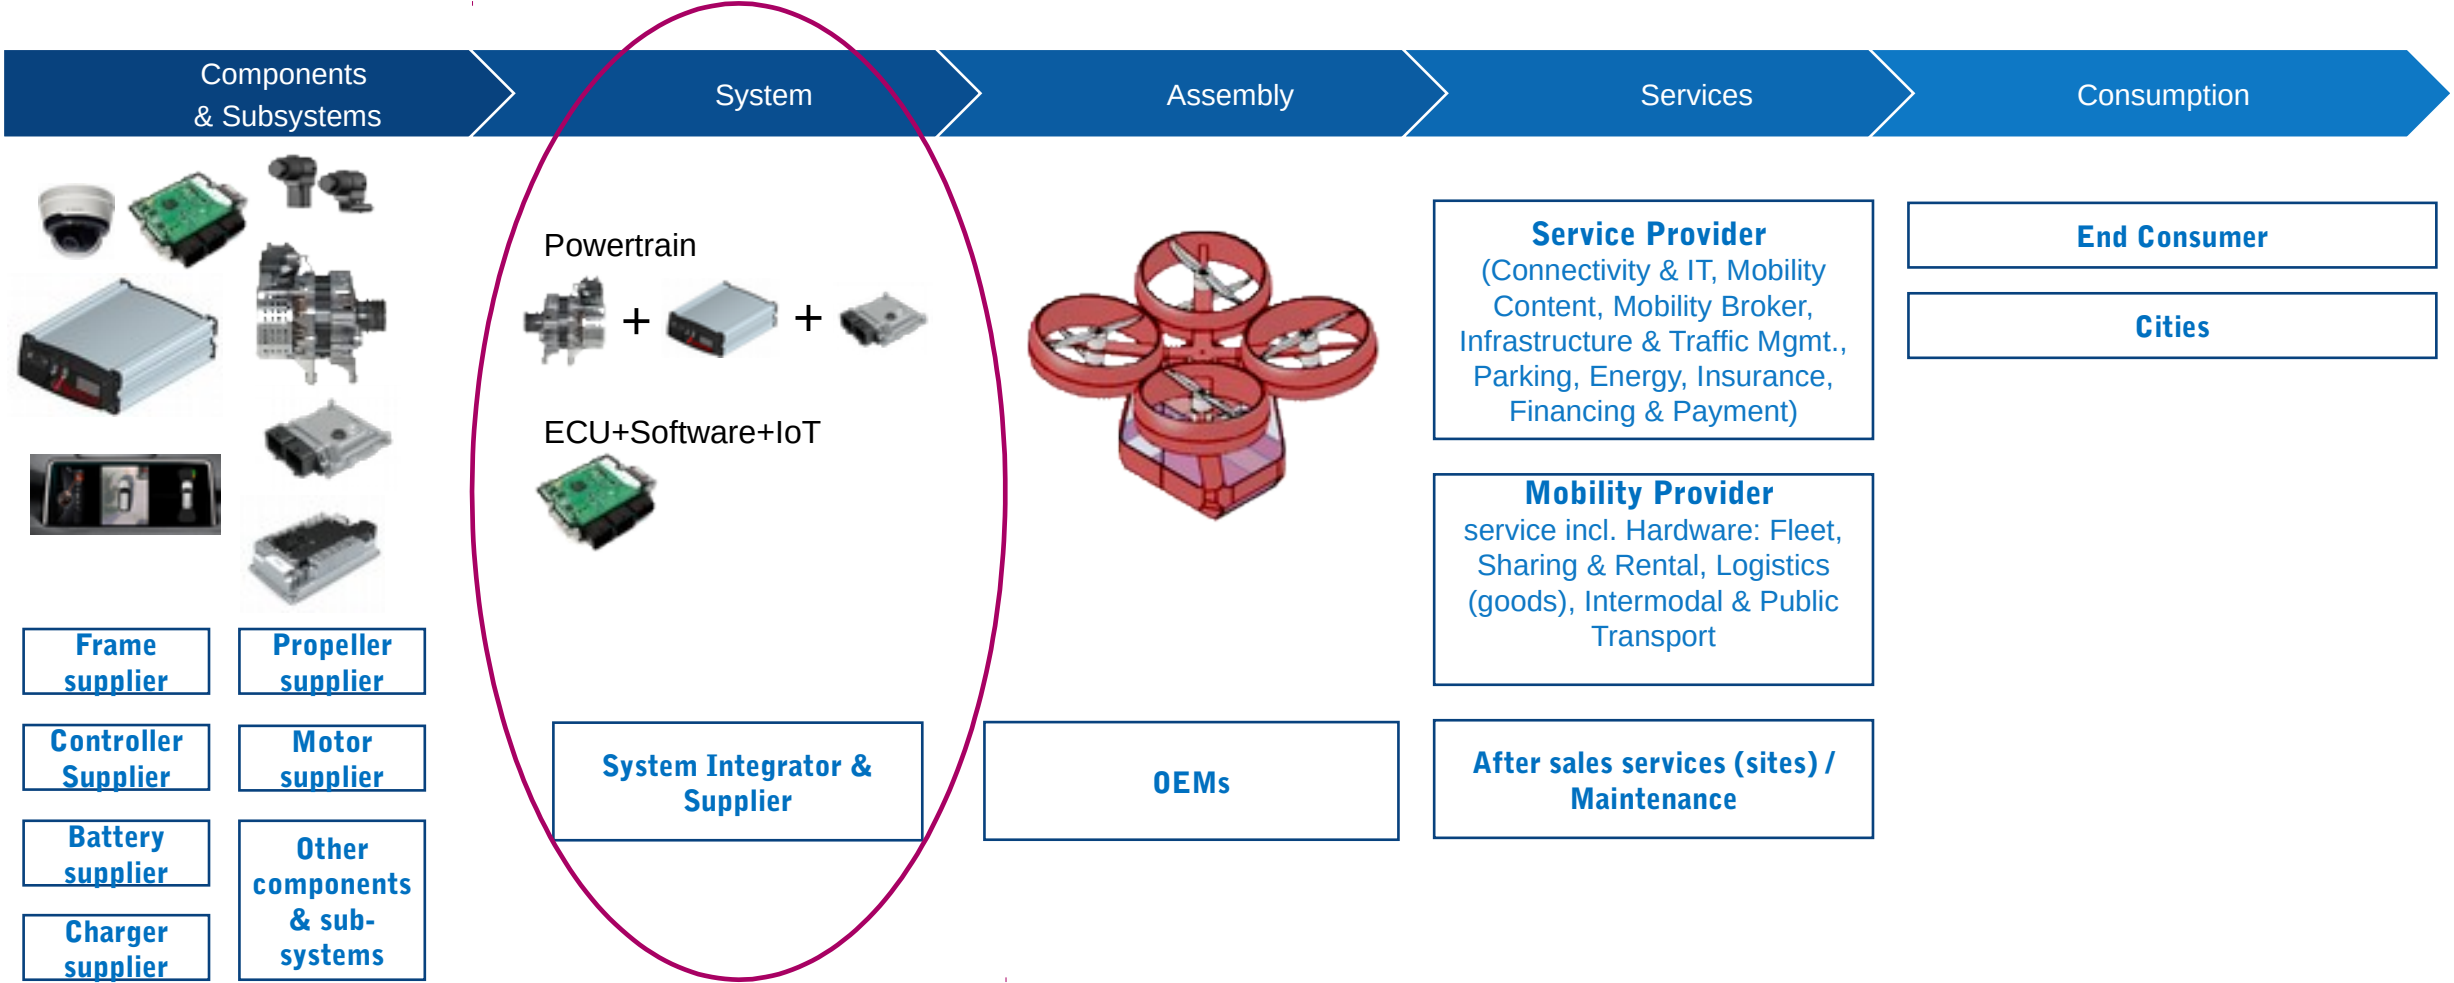 Components
& Subsystems
System
Assembly
Services
Consumption
Powertrain
+
+
ECU+Software+IoT
Frame
supplier
Propeller
supplier
Controller
Supplier
Motor
supplier
Battery
supplier
Other
components
& sub-
systems
Charger
supplier
System Integrator &
Supplier
OEMs
Service Provider
(Connectivity & IT, Mobility
Content, Mobility Broker,
Infrastructure & Traffic Mgmt.,
Parking, Energy, Insurance,
Financing & Payment)
Mobility Provider
service incl. Hardware: Fleet,
Sharing & Rental, Logistics
(goods), Intermodal & Public
Transport
After sales services (sites) /
Maintenance
End Consumer
Cities